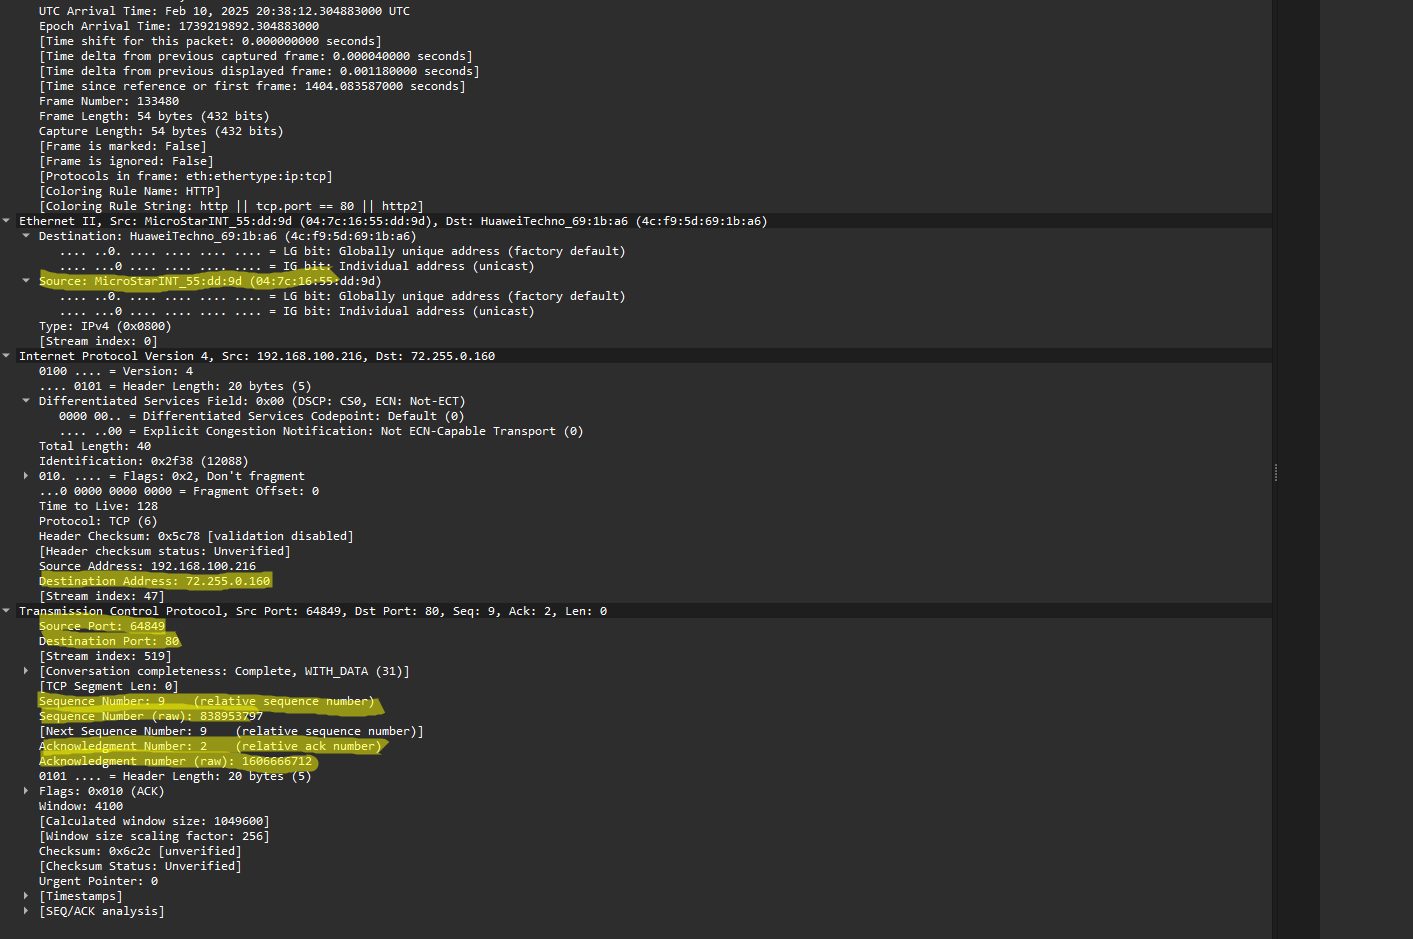 UTC Arrival Time: Feb 10, 2025 20:38:12.304883000 UTC
Epoch Arrival Time: 1739219892.304883000
[Time shift for this packet: 0.000000000 seconds]
[Time delta from previous captured frame: 0.000040000 seconds]
[Time delta from previous displayed frame: 0.001180000 seconds]
[Time since reference or first frame: 1404.083587000 seconds]
Frame Number: 133480
Frame Length: 54 bytes (432 bits)
Capture Length: 54 bytes (432 bits)
[Frame is marked: False]
[Frame is ignored: False]
[Protocols in frame: eth:ethertype:ip:tcp]
[Coloring Rule Name: HTTP]
[Coloring Rule String: http || tcp.port == 80 || http2]
Ethernet II, Src: MicroStarINT_55:dd:9d (04:7c:16:55:dd:9d), Dst: HuaweiTechno_69:1b:a6 (4c:f9:5d:69:1b:a6)
Destination: HuaweiTechno_69:1b:a6 (4c:f9:5d:69:1b:a6)
.... ..0. .... .... .... .... = LG bit: Globally unique address (factory default)
.... ...0 .... .... .... .... = IG bit: Individual address (unicast)
Source: MicroStarINT_55:dd:9d (04:7c:16:55:dd:9d)
.... ..0. .... .... .... .... = LG bit: Globally unique address (factory default)
.... ...0 .... .... .... .... = IG bit: Individual address (unicast)
Type: IPv4 (0x0800)
[Stream index: 0]
Internet Protocol Version 4, Src: 192.168.100.216, Dst: 72.255.0.160
0100 .... = Version: 4
.... 0101 = Header Length: 20 bytes (5)
Differentiated Services Field: 0x00 (DSCP: CS0, ECN: Not-ECT)
0000 00.. = Differentiated Services Codepoint: Default (0)
.... ..00 = Explicit Congestion Notification: Not ECN-Capable Transport (0)
Total Length: 40
Identification: 0x2f38 (12088)
010. .... = Flags: 0x2, Don't fragment
...0 0000 0000 0000 = Fragment Offset: 0
Time to Live: 128
Protocol: TCP (6)
Header Checksum: 0x5c78 [validation disabled]
[Header checksum status: Unverified]
Source Address: 192.168.100.216
Destination Address: 72.255.0.160
[Stream index: 47]
Transmission Control Protocol, Src Port: 64849, Dst Port: 80, Seq: 9, Ack: 2, Len: 0
Source Port: 64849
Destination Port: 80
[Stream index: 519]
[Conversation completeness: Complete, WITH_DATA (31)]
[TCP Segment Len: 0]
Sequence Number: 9    (relative sequence number)
Sequence Number (raw): 838953797
[Next Sequence Number: 9    (relative sequence number)]
Acknowledgment Number: 2    (relative ack number)
Acknowledgment number (raw): 1606666712
0101 .... = Header Length: 20 bytes (5)
Flags: 0x010 (ACK)
Window: 4100
[Calculated window size: 1049600]
[Window size scaling factor: 256]
Checksum: 0x6c2c [unverified]
[Checksum Status: Unverified]
Urgent Pointer: 0
[Timestamps]
[SEQ/ACK analysis]